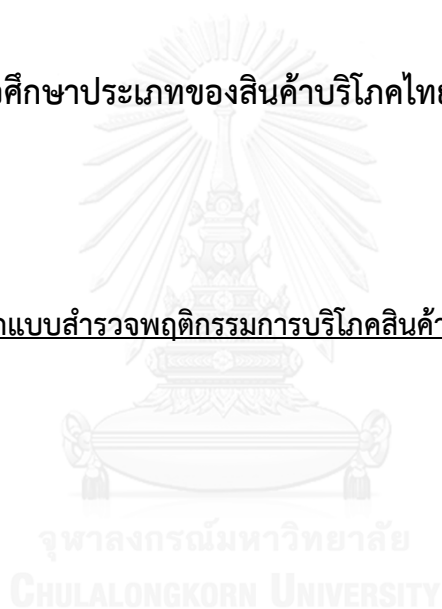 ศึกษาประเภทของสินค้าบริโภคไทย
แบบสำรวจพฤติกรรมการบริโภคสินค้า
จุฬาลงกรณ์มหาวิทยาลัย
CHULALONGKORN UNIVERSITY